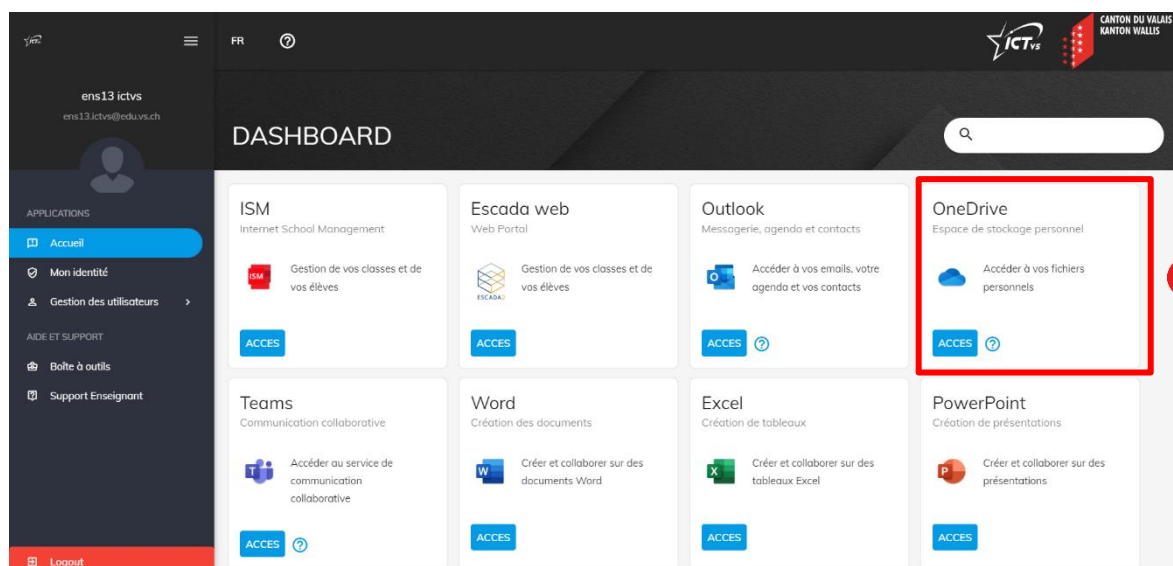 ictvs
FR
ICTvs
CANTON DU VALAIS
KANTON WALLIS
ens13 ictvs
ens13.ictvs@edu.vs.ch
DASHBOARD
APPLICATIONS
Accueil
Mon identité
Gestion des utilisateurs
AIDE ET SUPPORT
Boîte à outils
Support Enseignant
Logout
ISM
Internet School Management
ISM
Gestion de vos classes et de
vos élèves
ACCES
Escada web
Web Portal
ESCADA2
Gestion de vos classes et de
vos élèves
ACCES
Outlook
Messagerie, agenda et contacts
Accéder à vos emails, votre
agenda et vos contacts
ACCES
OneDrive
Espace de stockage personnel
Accéder à vos fichiers
personnels
ACCES
Teams
Communication collaborative
Accéder au service de
communication
collaborative
ACCES
Word
Création des documents
W
Créer et collaborer sur des
documents Word
ACCES
Excel
Création de tableaux
X
Créer et collaborer sur des
tableaux Excel
ACCES
PowerPoint
Création de présentations
P
Créer et collaborer sur des
présentations
ACCES